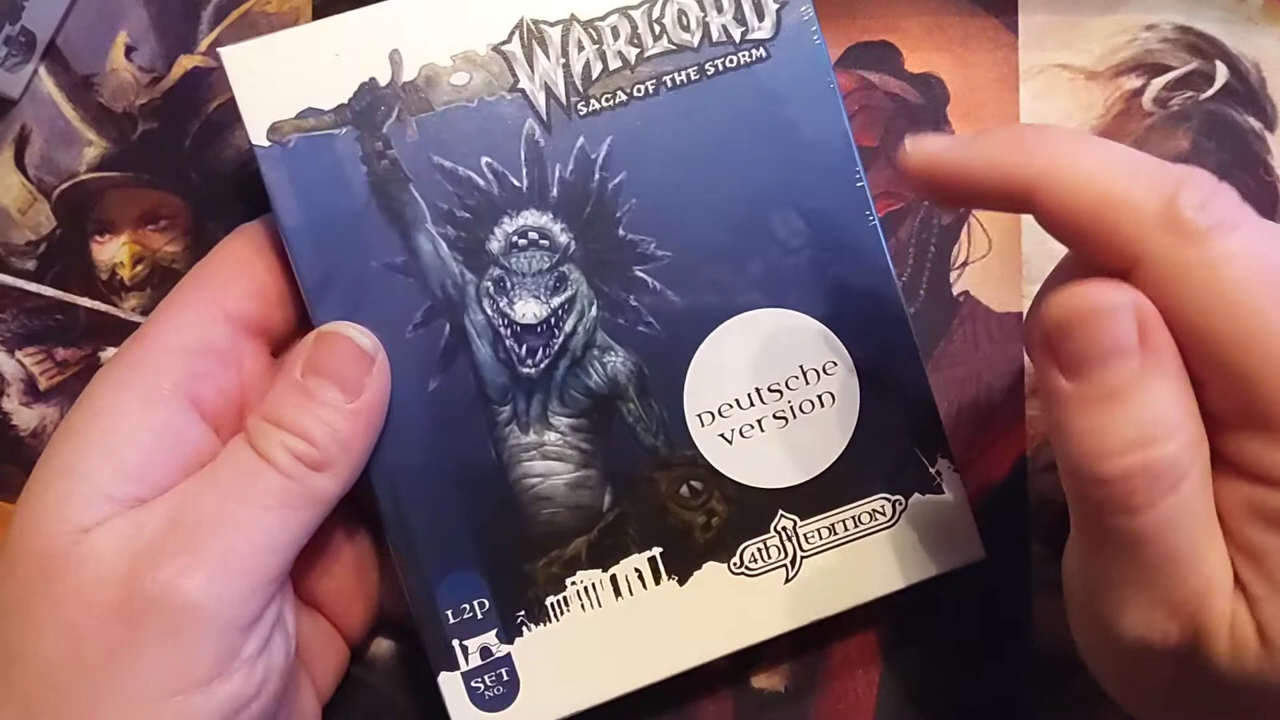 WARLORD
SAGA OF THE STORM
Deutsche
version
4th EDITION
L2P
SET
NO.